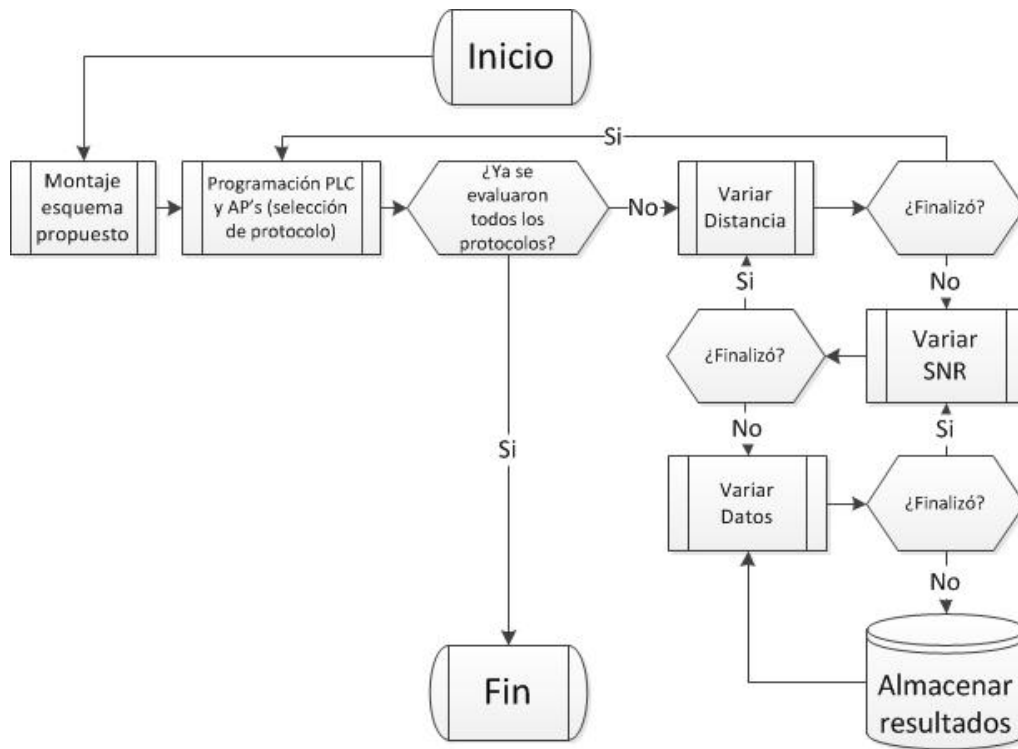 Inicio
Si
Montaje
esquema
propuesto
Programación PLC
y AP's (selección
de protocolo)
¿Ya se
evaluaron
todos los
protocolos?
No
Variar
Distancia
¿Finalizó?
Si
No
¿Finalizó?
Variar
SNR
No
Si
Si
Variar
Datos
¿Finalizó?
No
Fin
Almacenar
resultados